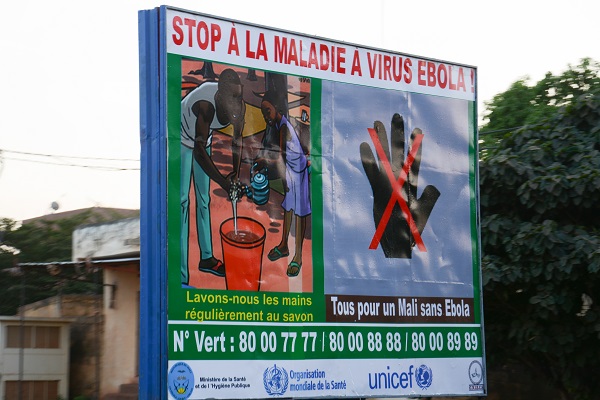 STOP À LA MALADIE A VIRUS EBOLA !
Lavons-nous les mains
régulièrement au savon
Tous pour un Mali sans Ebola
N° Vert : 80 00 77 77 / 80 00 88 88 / 80 00 89 89
Ministère de la Santé
et de l'Hygiène Publique
Organisation
mondiale de la Santé
unicef